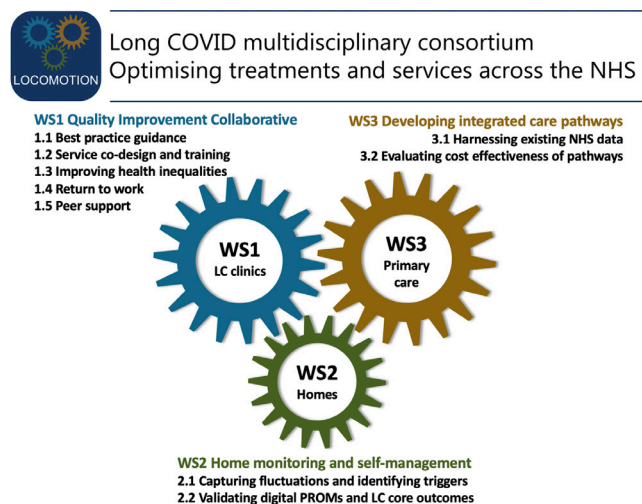 LOCOMOTION
Long COVID multidisciplinary consortium
Optimising treatments and services across the NHS
WS1 Quality Improvement Collaborative
1.1 Best practice guidance
1.2 Service co-design and training
1.3 Improving health inequalities
1.4 Return to work
1.5 Peer support
WS3 Developing integrated care pathways
3.1 Harnessing existing NHS data
3.2 Evaluating cost effectiveness of pathways
WS1
LC clinics
WS3
Primary
care
WS2
Homes
WS2 Home monitoring and self-management
2.1 Capturing fluctuations and identifying triggers
2.2 Validating digital PROMs and LC core outcomes